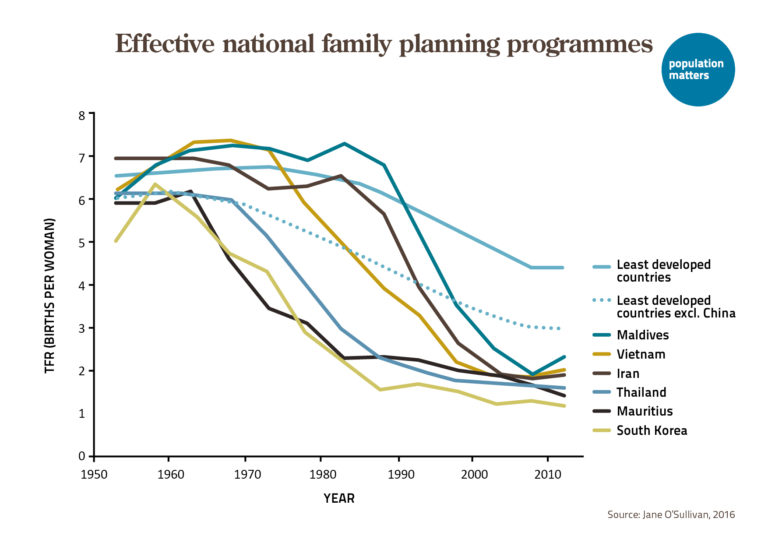 Effective national family planning programmes
population
matters
TFR (BIRTHS PER WOMAN)
8
7
6
5
4
3
2
1
0
1950
1960
1970
1980
1990
2000
2010
YEAR
Least developed
countries
Least developed
countries excl. China
Maldives
Vietnam
Iran
Thailand
Mauritius
South Korea
Source: Jane O'Sullivan, 2016